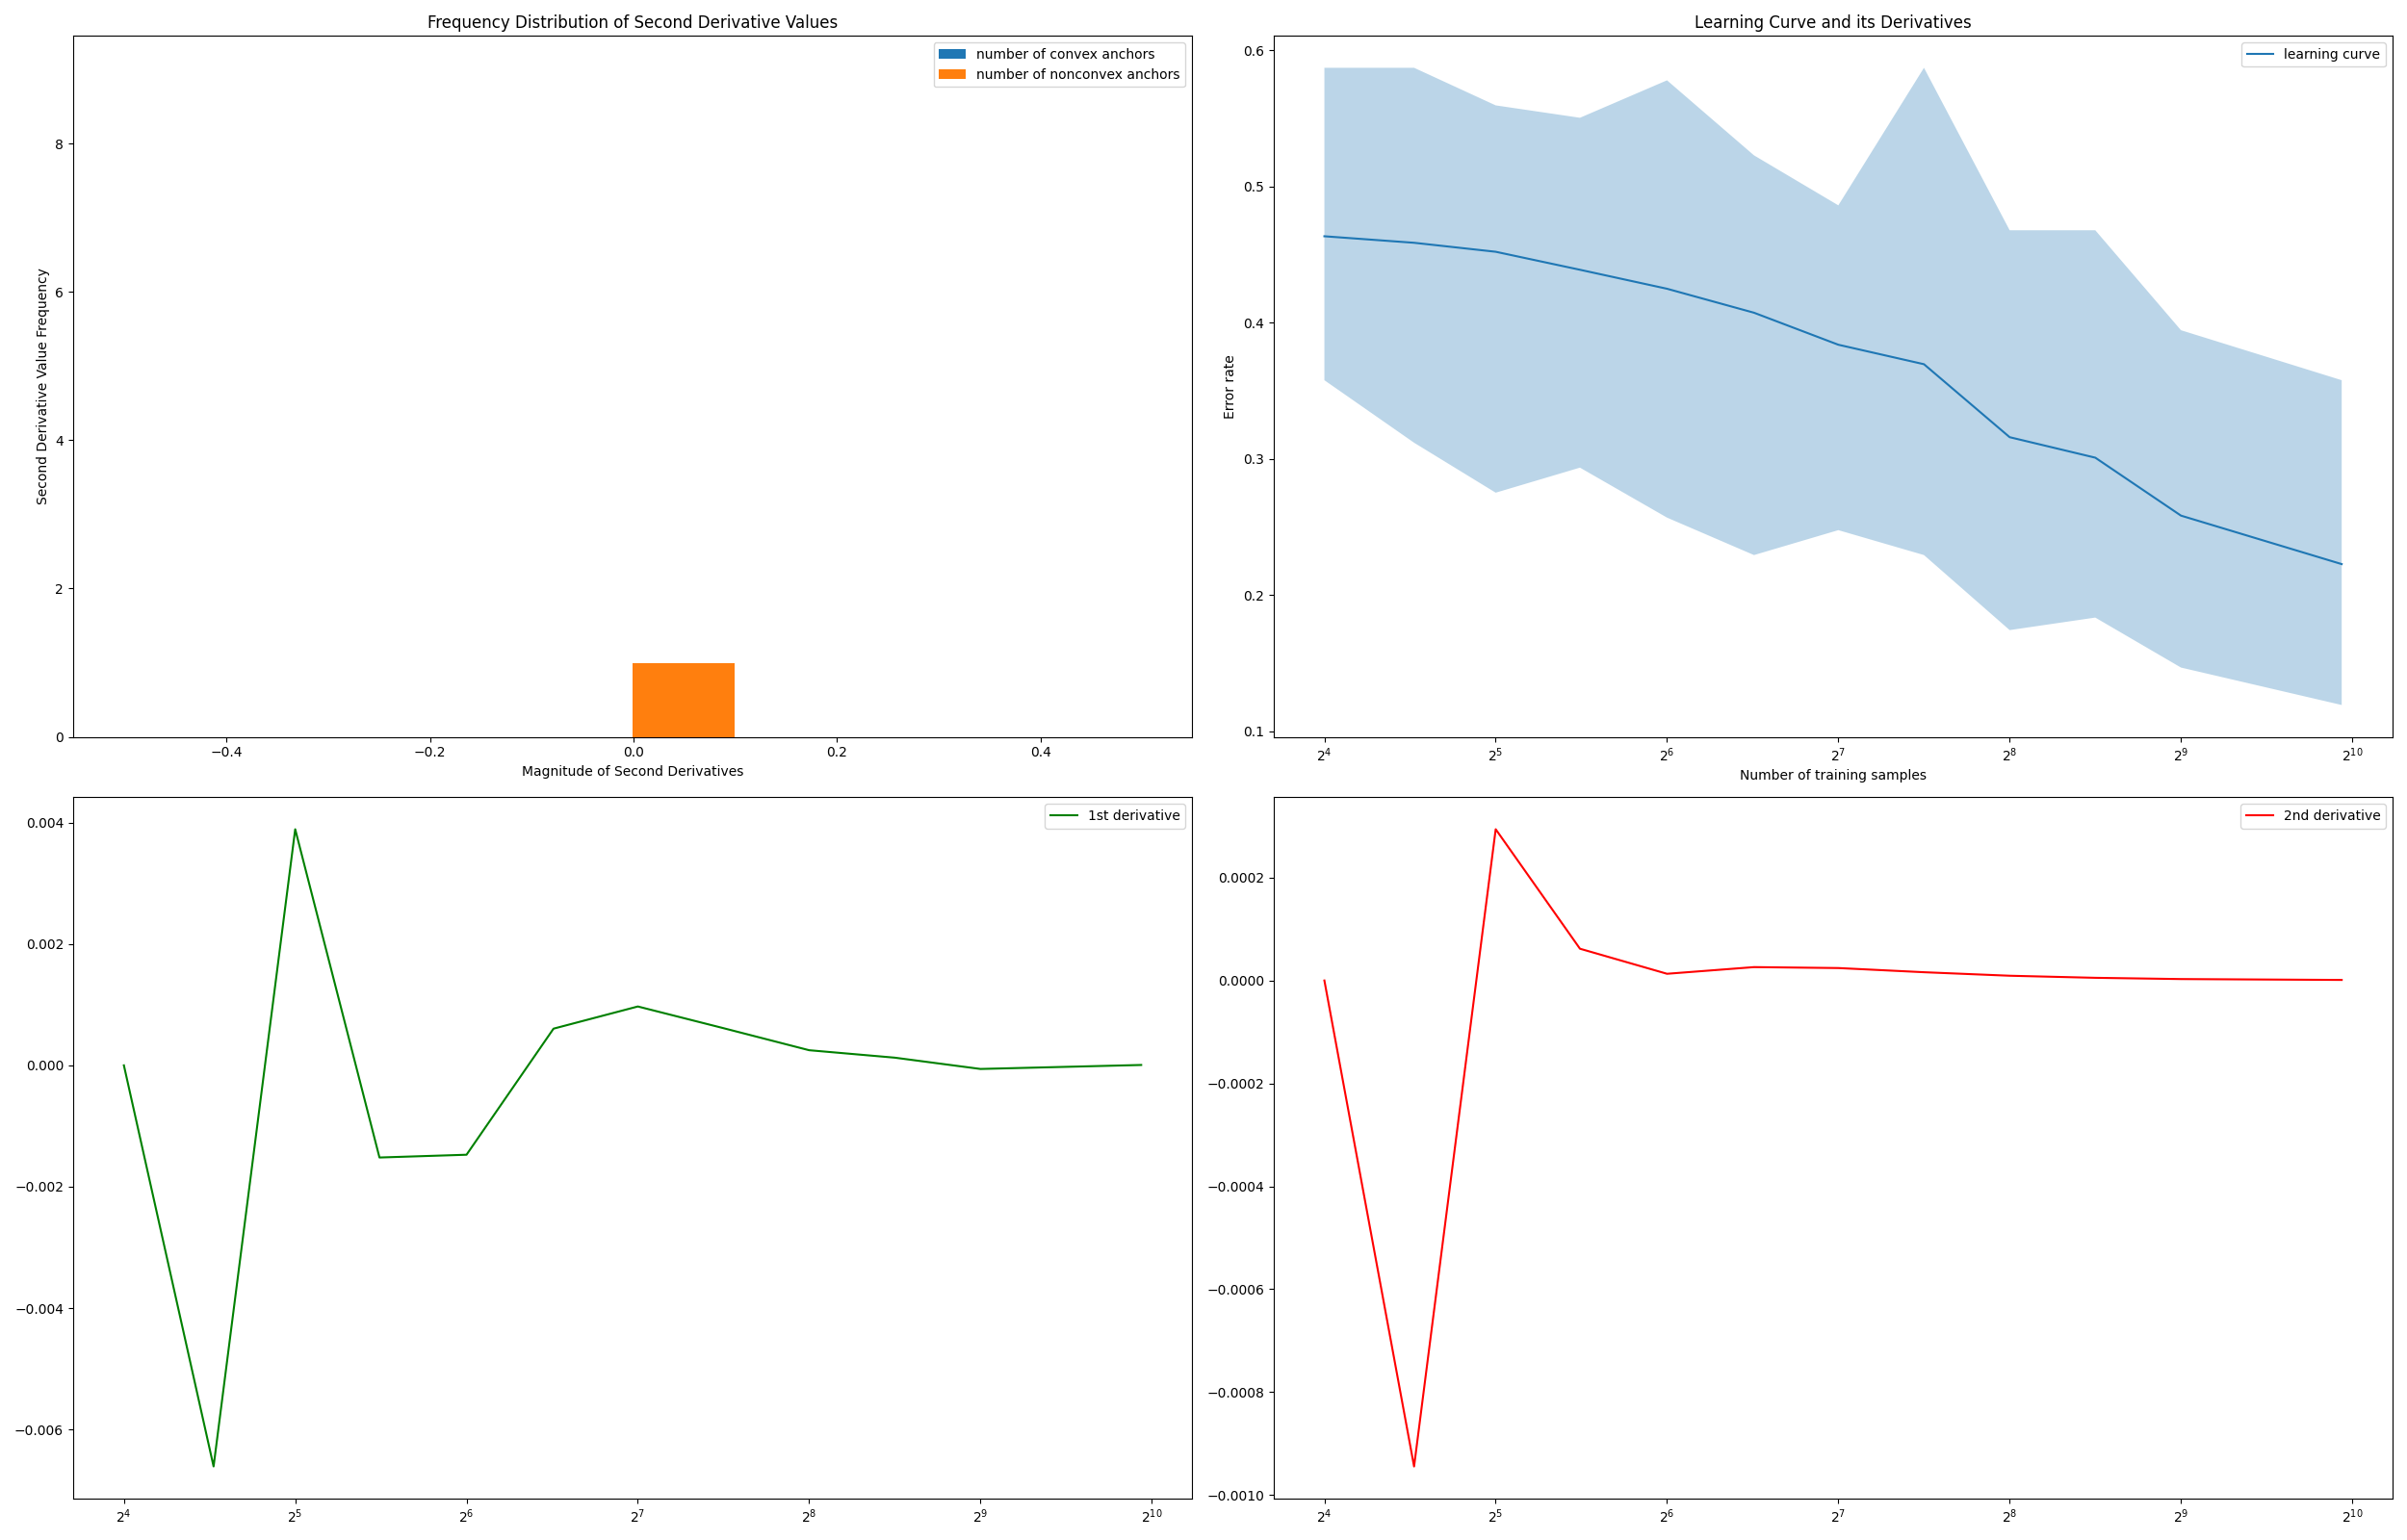 Frequency Distribution of Second Derivative Values
number of convex anchors
number of nonconvex anchors
Second Derivative Value Frequency
8
6
4
2
0
−0.4 −0.2 0.0 0.2 0.4
Magnitude of Second Derivatives
Learning Curve and its Derivatives
learning curve
Error rate
0.6
0.5
0.4
0.3
0.2
0.1
2⁴ 2⁵ 2⁶ 2⁷ 2⁸ 2⁹ 2¹⁰
Number of training samples
1st derivative
0.004
0.002
0.000
−0.002
−0.004
−0.006
2⁴ 2⁵ 2⁶ 2⁷ 2⁸ 2⁹ 2¹⁰
2nd derivative
0.0002
0.0000
−0.0002
−0.0004
−0.0006
−0.0008
−0.0010
2⁴ 2⁵ 2⁶ 2⁷ 2⁸ 2⁹ 2¹⁰